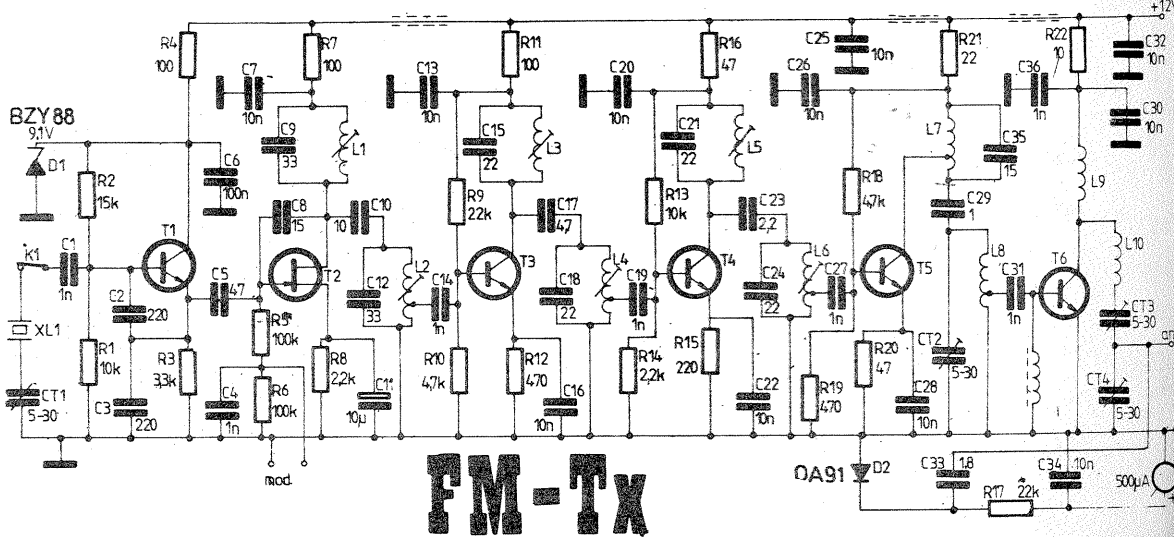 +12V
R4
100
R7
100
R11
100
R16
47
C25
10n
R21
22
R22
10
C32
10n
C7
10n
C13
10n
C20
10n
C26
10n
C36
1n
C30
10n
BZY88
9,1V
D1
C9
33
L1
C15
22
L3
C21
22
L5
L7
C35
15
R2
15k
C6
100n
C8
15
C10
10
R9
22k
C17
4,7
R13
10k
C23
2,2
R18
4,7k
C29
1
L9
K1
C1
1n
T1
T2
L2
T3
L4
T4
L6
T5
L8
T6
L10
C2
220
C5
47
C12
33
C14
1n
C18
22
C19
1n
C24
22
C27
1n
C31
1n
XL1
CT1
5-30
R1
10k
C3
220
R3
3,3k
R5
100k
R6
100k
C4
1n
R8
2,2k
C1
10µ
R10
4,7k
R12
470
C16
10n
R14
2,2k
R15
220
C22
10n
R19
470
R20
47
C28
10n
CT2
5-30
CT3
5-30
CT4
5-30
mod.
FM-Tx
OA91
D2
C33
1,8
R17
22k
C34
10n
500µA
+